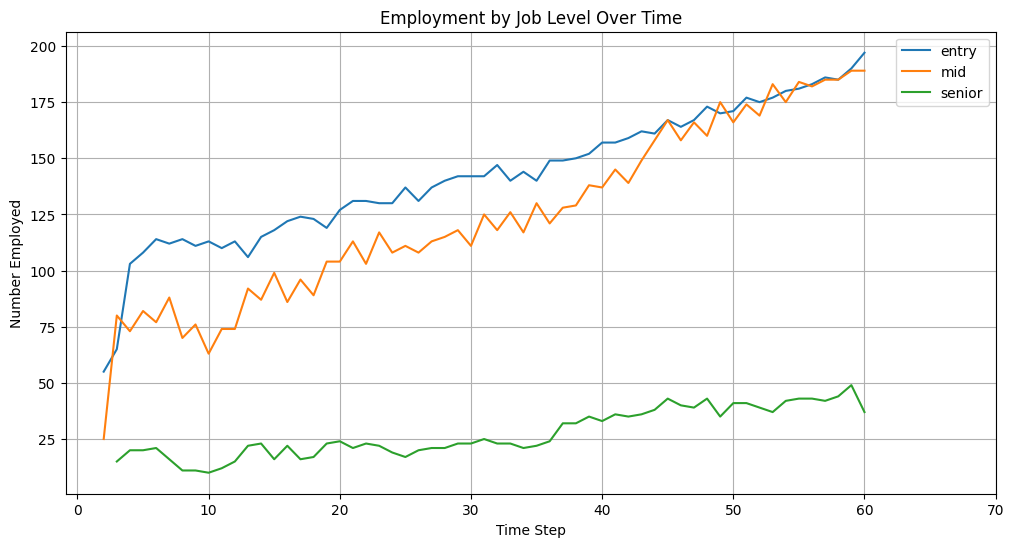 Employment by Job Level Over Time
entry
mid
senior
Number Employed
200
175
150
125
100
75
50
25
0 10 20 30 40 50 60 70
Time Step